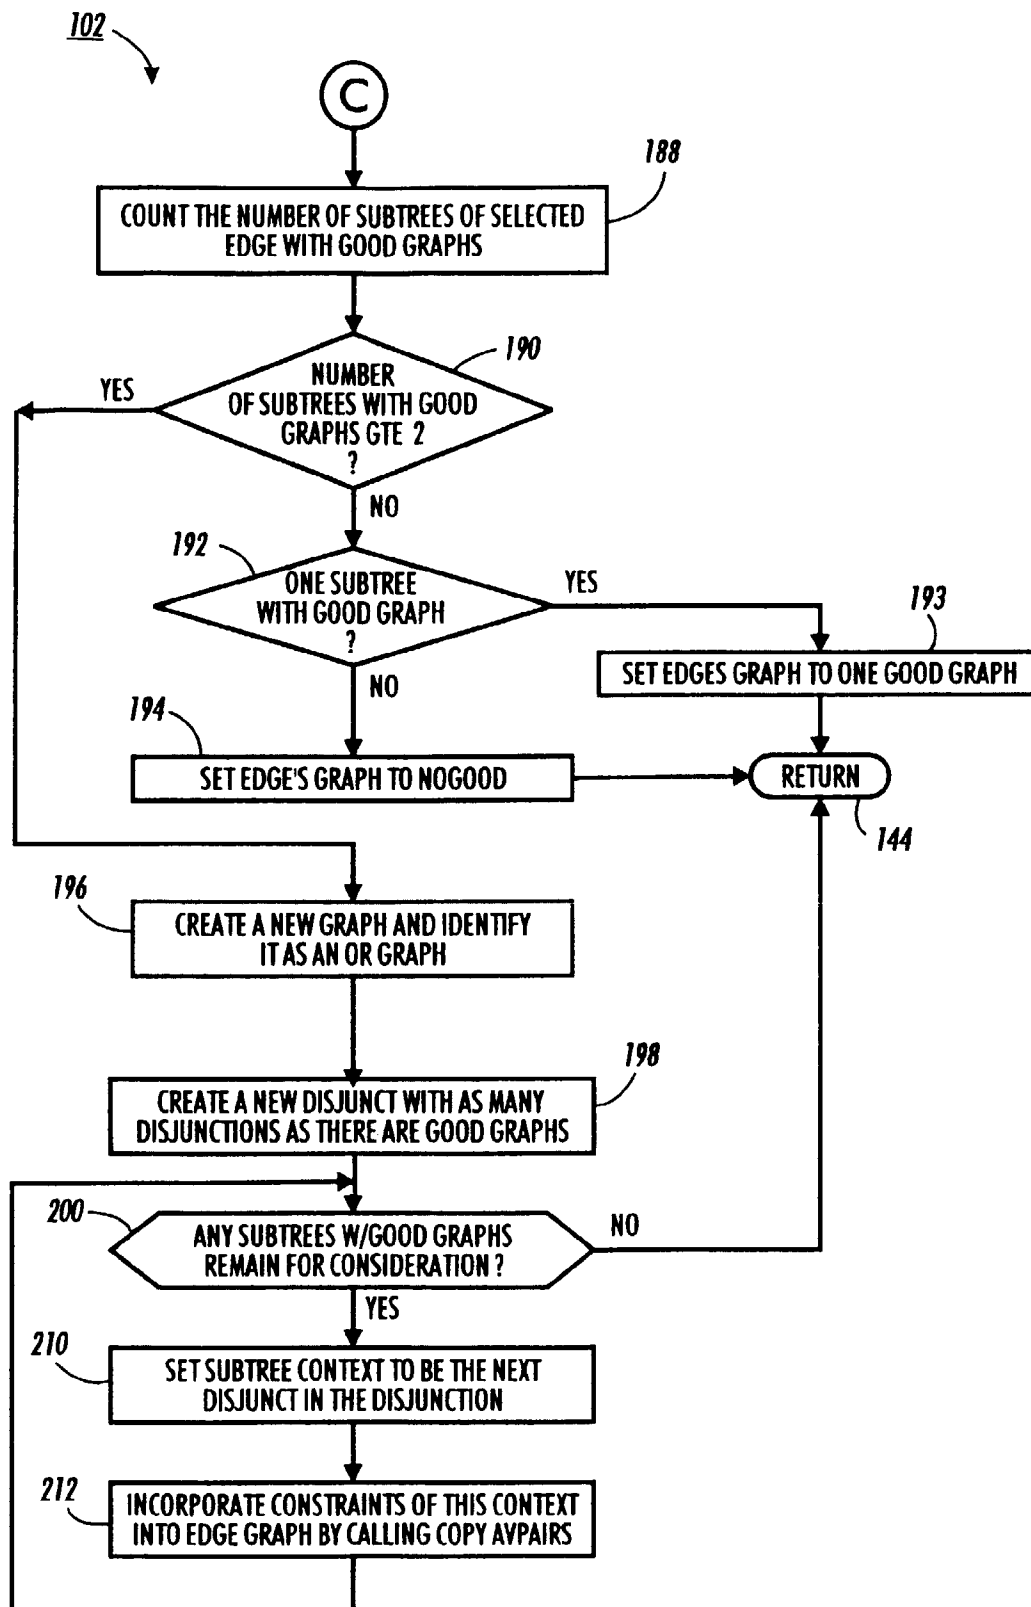 102
C
188
COUNT THE NUMBER OF SUBTREES OF SELECTED
EDGE WITH GOOD GRAPHS
190
YES
NUMBER
OF SUBTREES WITH GOOD
GRAPHS GTE 2
?
NO
192
ONE SUBTREE
WITH GOOD GRAPH
?
YES
193
SET EDGES GRAPH TO ONE GOOD GRAPH
NO
194
SET EDGE'S GRAPH TO NOGOOD
RETURN
144
196
CREATE A NEW GRAPH AND IDENTIFY
IT AS AN OR GRAPH
198
CREATE A NEW DISJUNCT WITH AS MANY
DISJUNCTIONS AS THERE ARE GOOD GRAPHS
200
ANY SUBTREES W/GOOD GRAPHS
REMAIN FOR CONSIDERATION ?
NO
YES
210
SET SUBTREE CONTEXT TO BE THE NEXT
DISJUNCT IN THE DISJUNCTION
212
INCORPORATE CONSTRAINTS OF THIS CONTEXT
INTO EDGE GRAPH BY CALLING COPY AVPAIRS